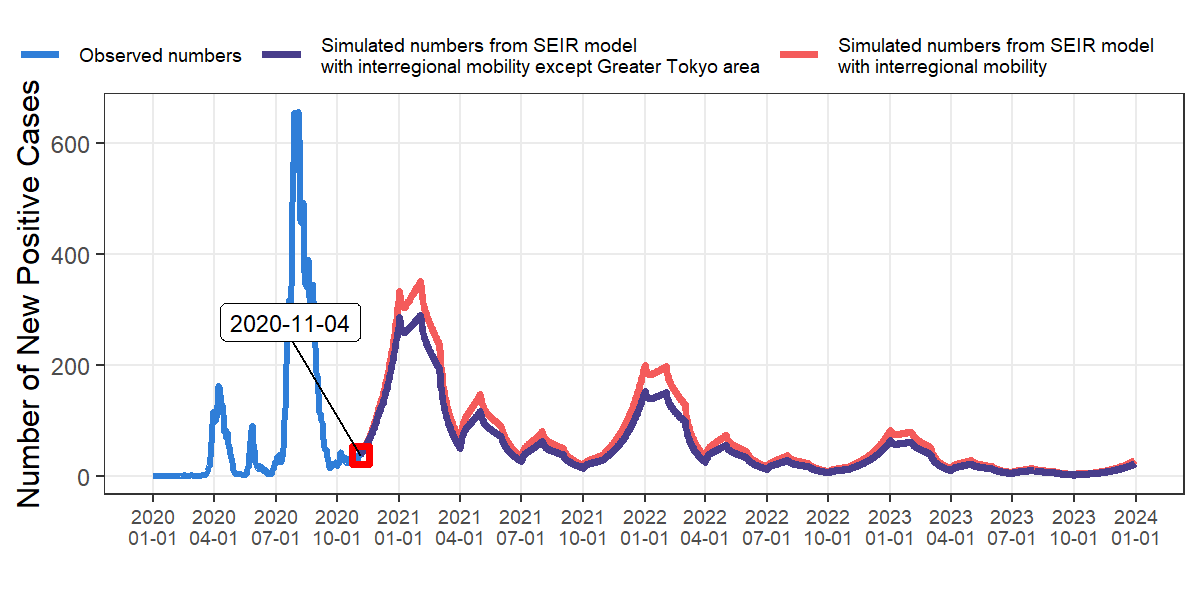 Observed numbers
Simulated numbers from SEIR model
with interregional mobility except Greater Tokyo area
Simulated numbers from SEIR model
with interregional mobility
Number of New Positive Cases
600
400
200
0
2020-11-04
2020 2020 2020 2020 2021 2021 2021 2021 2022 2022 2022 2022 2023 2023 2023 2023 2024
01-01 04-01 07-01 10-01 01-01 04-01 07-01 10-01 01-01 04-01 07-01 10-01 01-01 04-01 07-01 10-01 01-01